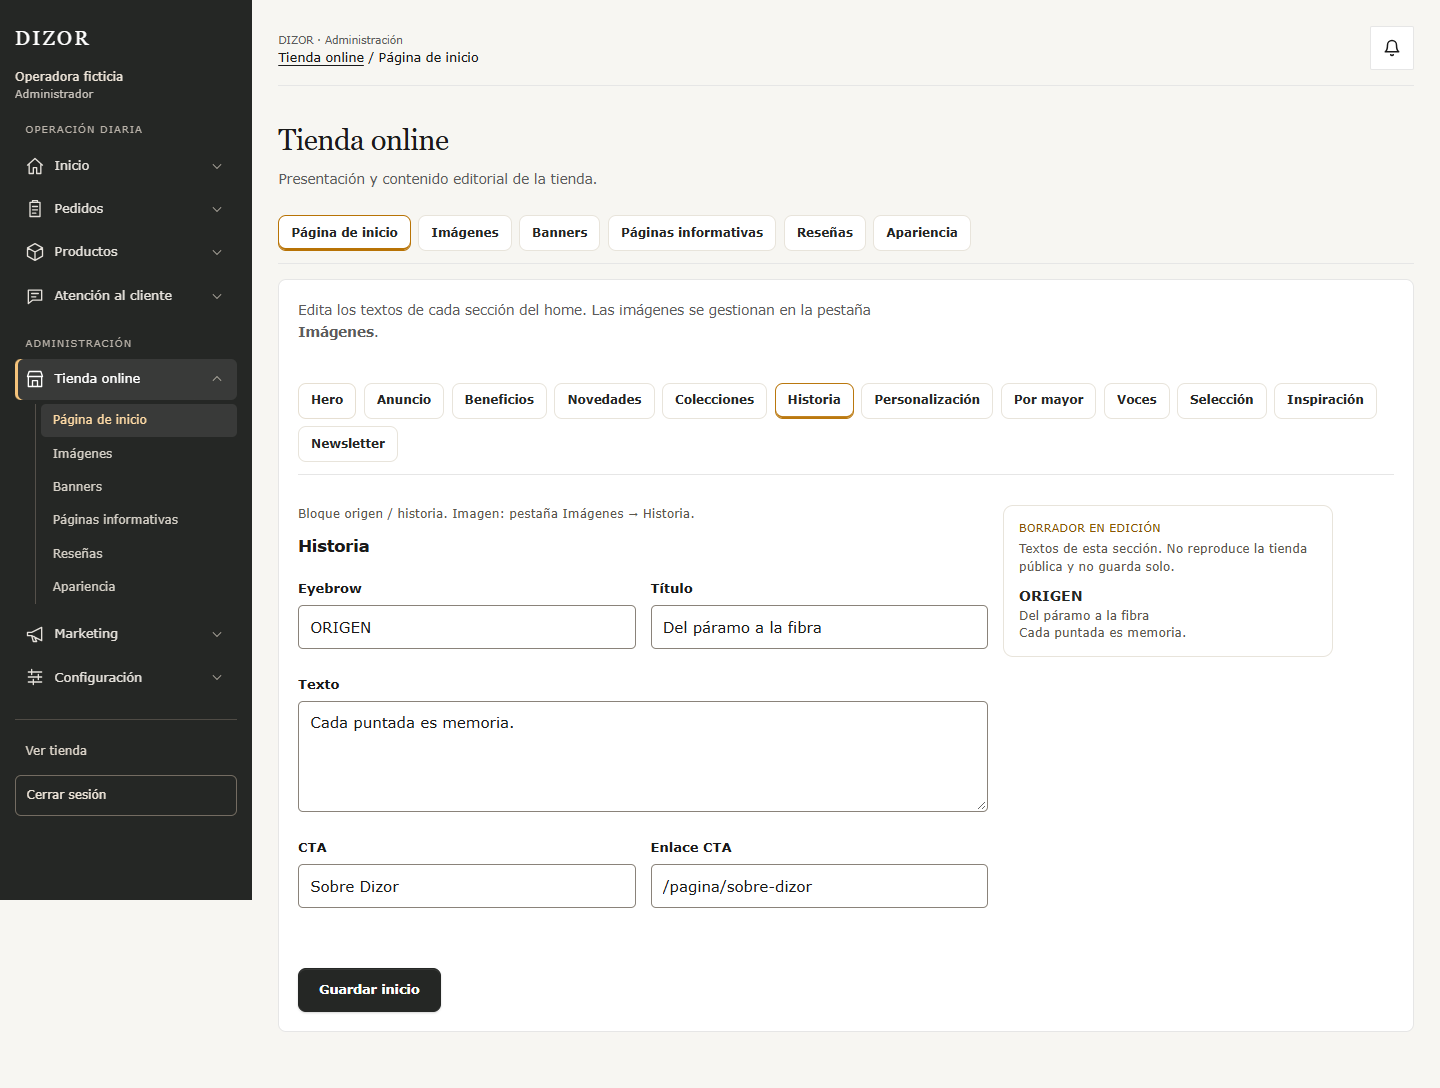 DIZOR
Operadora ficticia
Administrador
OPERACIÓN DIARIA
Inicio
Pedidos
Productos
Atención al cliente
ADMINISTRACIÓN
Tienda online
Página de inicio
Imágenes
Banners
Páginas informativas
Reseñas
Apariencia
Marketing
Configuración
Ver tienda
Cerrar sesión
DIZOR · Administración
Tienda online / Página de inicio
Tienda online
Presentación y contenido editorial de la tienda.
Página de inicio Imágenes Banners Páginas informativas Reseñas Apariencia
Edita los textos de cada sección del home. Las imágenes se gestionan en la pestaña
Imágenes.
Hero Anuncio Beneficios Novedades Colecciones Historia Personalización Por mayor Voces Selección Inspiración
Newsletter
Bloque origen / historia. Imagen: pestaña Imágenes → Historia.
Historia
Eyebrow Título
ORIGEN Del páramo a la fibra
Texto
Cada puntada es memoria.
CTA Enlace CTA
Sobre Dizor /pagina/sobre-dizor
Guardar inicio
BORRADOR EN EDICIÓN
Textos de esta sección. No reproduce la tienda
pública y no guarda solo.
ORIGEN
Del páramo a la fibra
Cada puntada es memoria.